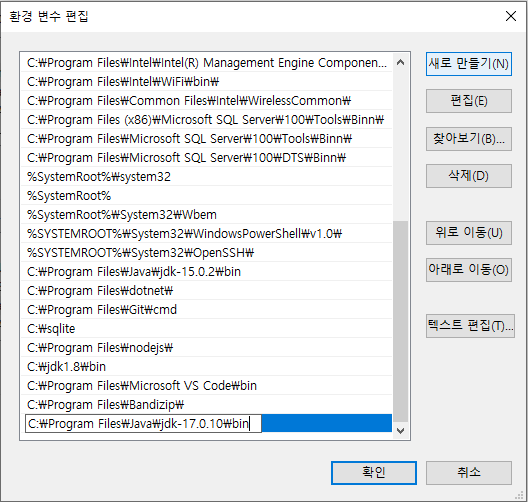 환경 변수 편집
C:₩Program Files₩Intel₩Intel(R) Management Engine Componen...
C:₩Program Files₩Intel₩WiFi₩bin₩
C:₩Program Files₩Common Files₩Intel₩WirelessCommon₩
C:₩Program Files (x86)₩Microsoft SQL Server₩100₩Tools₩Binn₩
C:₩Program Files₩Microsoft SQL Server₩100₩Tools₩Binn₩
C:₩Program Files₩Microsoft SQL Server₩100₩DTS₩Binn₩
%SystemRoot%₩system32
%SystemRoot%
%SystemRoot%₩System32₩Wbem
%SYSTEMROOT%₩System32₩WindowsPowerShell₩v1.0₩
%SYSTEMROOT%₩System32₩OpenSSH₩
C:₩Program Files₩Java₩jdk-15.0.2₩bin
C:₩Program Files₩dotnet₩
C:₩Program Files₩Git₩cmd
C:₩sqlite
C:₩Program Files₩nodejs₩
C:₩jdk1.8₩bin
C:₩Program Files₩Microsoft VS Code₩bin
C:₩Program Files₩Bandizip₩
C:₩Program Files₩Java₩jdk-17.0.10₩bin
새로 만들기(N)
편집(E)
찾아보기(B)...
삭제(D)
위로 이동(U)
아래로 이동(O)
텍스트 편집(T)...
확인
취소